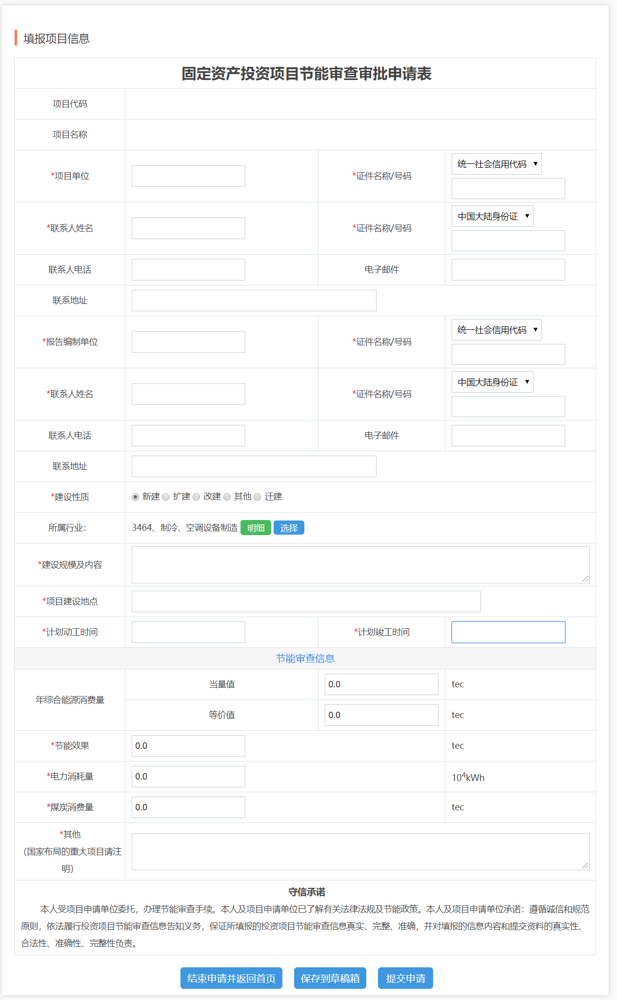 填报项目信息
固定资产投资项目节能审查审批申请表
项目代码
项目名称
*项目单位
*证件名称/号码
统一社会信用代码
*联系人姓名
*证件名称/号码
中国大陆身份证
联系人电话
电子邮件
联系地址
*报告编制单位
*证件名称/号码
统一社会信用代码
*联系人姓名
*证件名称/号码
中国大陆身份证
联系人电话
电子邮件
联系地址
*建设性质
新建 扩建 改建 其他 迁建
所属行业：
3464、制冷、空调设备制造 明细 选择
*建设规模及内容
*项目建设地点
*计划动工时间
*计划竣工时间
节能审查信息
年综合能源消费量
当量值
0.0
tec
等价值
0.0
tec
*节能效果
0.0
tec
*电力消耗量
0.0
10⁴kWh
*煤炭消费量
0.0
tec
*其他
（国家布局的重大项目请注
明）
守信承诺
本人受项目申请单位委托，办理节能审查手续。本人及项目申请单位已了解有关法律法规及节能政策。本人及项目申请单位承诺：遵循诚信和规范
原则，依法履行投资项目节能审查信息告知义务，保证所填报的投资项目节能审查信息真实、完整、准确，并对填报的信息内容和提交资料的真实性、
合法性、准确性、完整性负责。
结束申请并返回首页 保存到草稿箱 提交申请